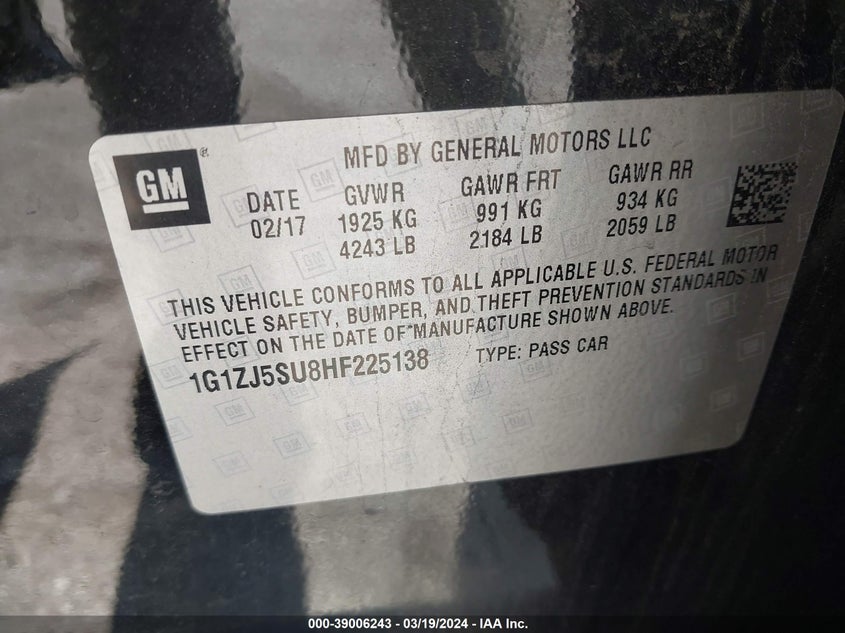 GM
MFD BY GENERAL MOTORS LLC
DATE GVWR GAWR FRT GAWR RR
02/17 1925 KG 991 KG 934 KG
4243 LB 2184 LB 2059 LB
THIS VEHICLE CONFORMS TO ALL APPLICABLE U.S. FEDERAL MOTOR
VEHICLE SAFETY, BUMPER, AND THEFT PREVENTION STANDARDS IN
EFFECT ON THE DATE OF MANUFACTURE SHOWN ABOVE.
1G1ZJ5SU8HF225138 TYPE: PASS CAR
000-39006243 - 03/19/2024 - IAA Inc.